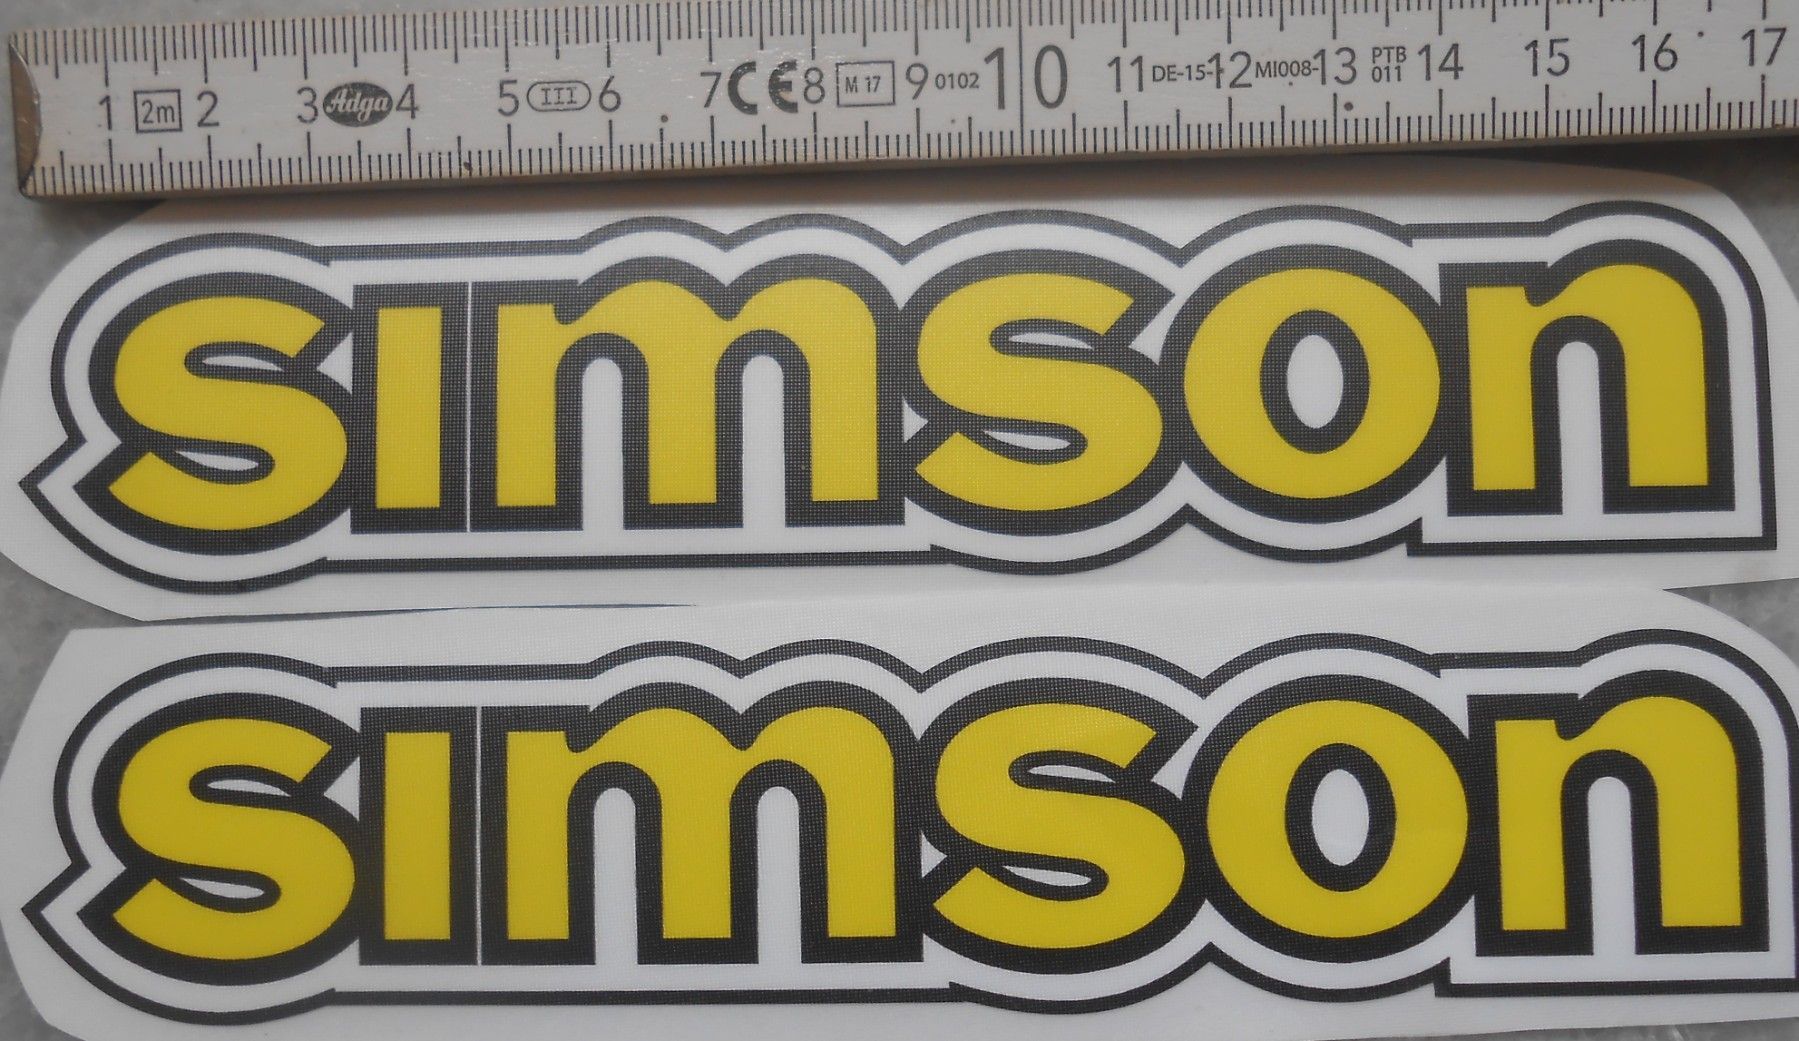 1 2m 2 3 Adga 4 5 III 6 7 CE 8 M 17 9 0102 10 11 DE-15- 12 MI008- 13 PTB 011 14 15 16 17
simson
simson